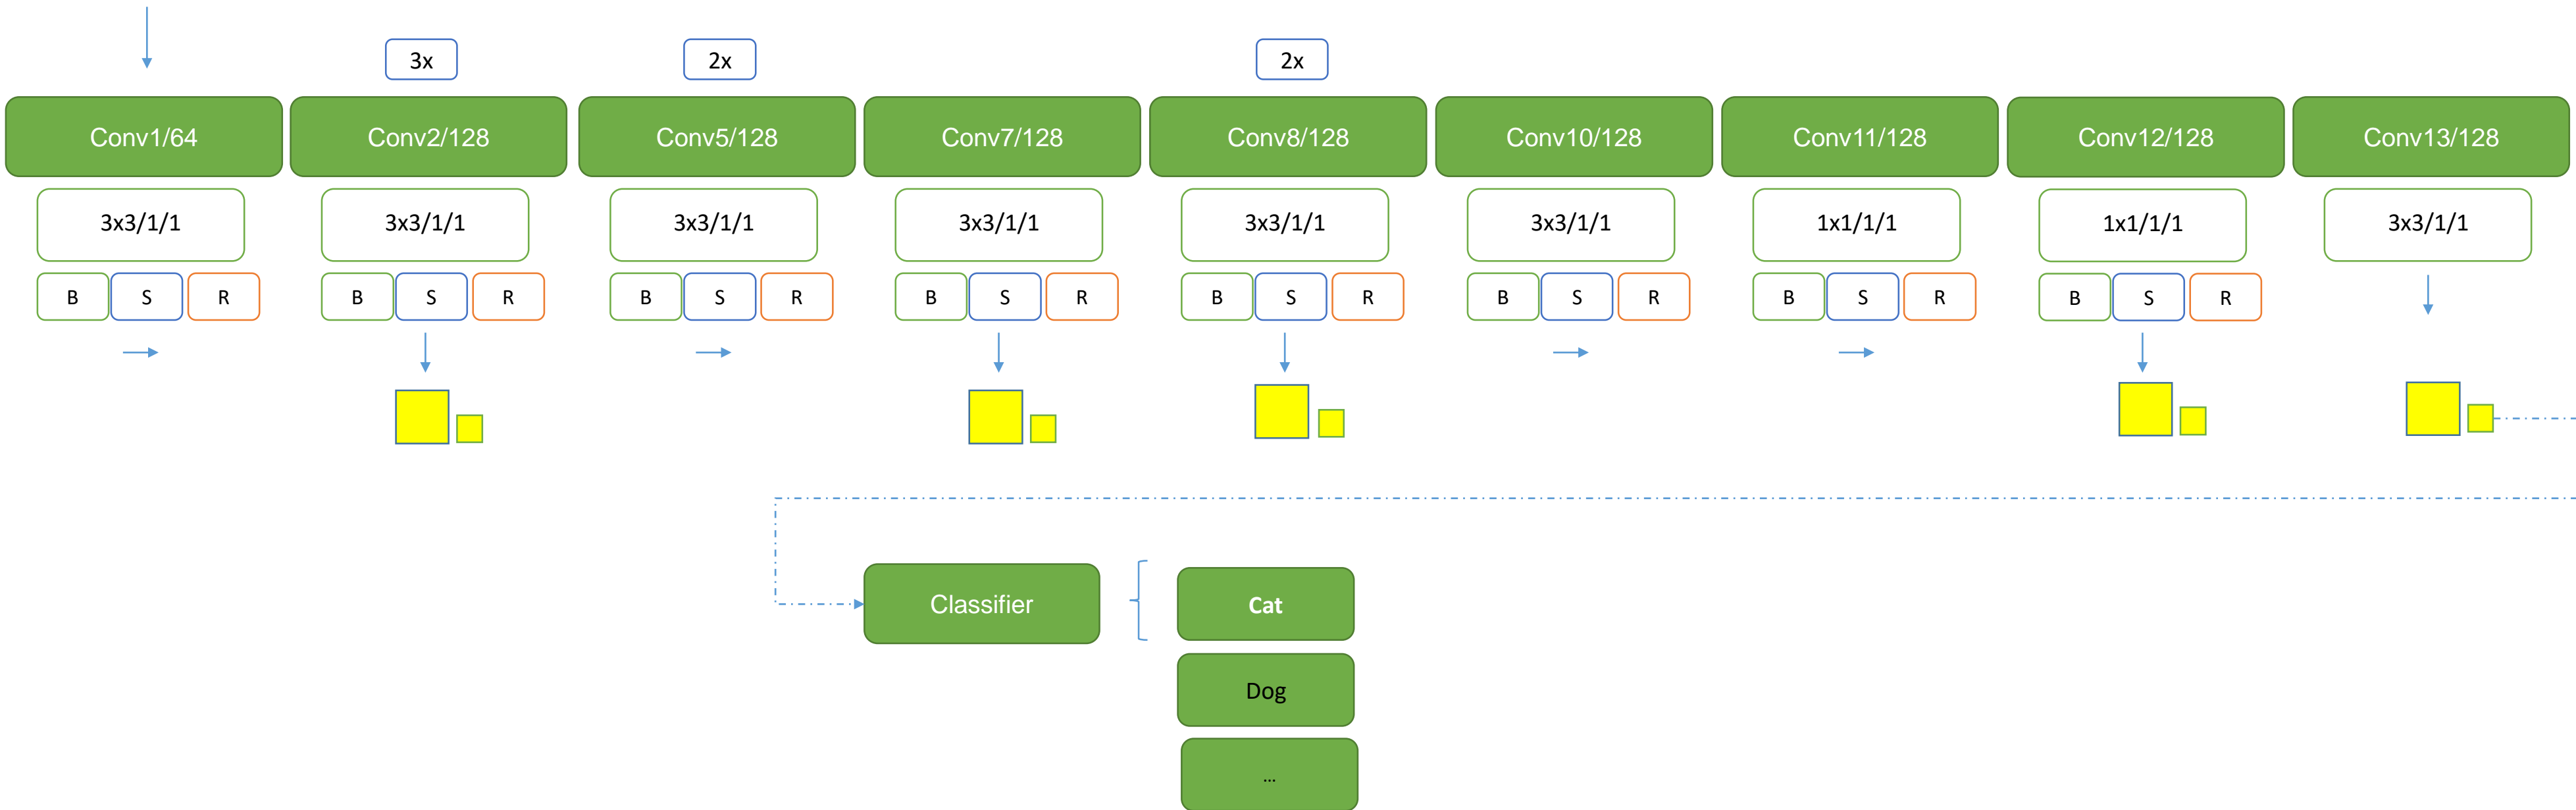 3x 2x 2x
Conv1/64 Conv2/128 Conv5/128 Conv7/128 Conv8/128 Conv10/128 Conv11/128 Conv12/128 Conv13/128
3x3/1/1 3x3/1/1 3x3/1/1 3x3/1/1 3x3/1/1 3x3/1/1 1x1/1/1 1x1/1/1 3x3/1/1
B S R B S R B S R B S R B S R B S R B S R B S R
Classifier Cat
Dog
...